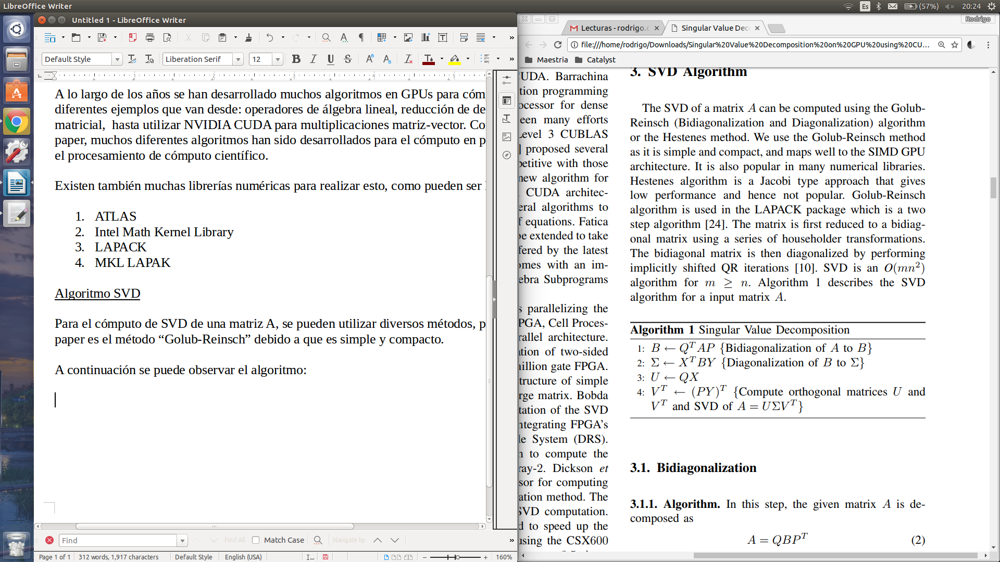 LibreOffice Writer
Es
(57%)
20:24
Untitled 1 - LibreOffice Writer
Default Style
Liberation Serif
12
1 2 3 4 5
A lo largo de los años se han desarrollado muchos algoritmos en GPUs para cóm
diferentes ejemplos que van desde: operadores de álgebra lineal, reducción de de
matricial, hasta utilizar NVIDIA CUDA para multiplicaciones matriz-vector. Co
paper, muchos diferentes algoritmos han sido desarrollados para el cómputo en p
el procesamiento de cómputo científico.
Existen también muchas librerías numéricas para realizar esto, como pueden ser
1. ATLAS
2. Intel Math Kernel Library
3. LAPACK
4. MKL LAPAK
Algoritmo SVD
Para el cómputo de SVD de una matriz A, se pueden utilizar diversos métodos, p
paper es el método “Golub-Reinsch” debido a que es simple y compacto.
A continuación se puede observar el algoritmo:
Find
Find All
Match Case
Navigate by
Page 1 of 1
312 words, 1,917 characters
Default Style
English (USA)
160%
Rodrigo
Lecturas - rodrigo.c
Singular Value Dec
file:///home/rodrigo/Downloads/Singular%20Value%20Decomposition%20on%20GPU%20using%20CU...
Maestria
Catalyst
UDA. Barrachina
tion programming
ocessor for dense
een many efforts
Level 3 CUBLAS
] proposed several
petitive with those
new algorithm for
CUDA architec-
eral algorithms to
f equations. Fatica
be extended to take
fered by the latest
omes with an im-
ebra Subprograms
s parallelizing the
PGA, Cell Proces-
rallel architecture.
ation of two-sided
nillion gate FPGA.
tructure of simple
rge matrix. Bobda
tation of the SVD
ntegrating FPGA’s
le System (DRS).
n to compute the
ray-2. Dickson et
sor for computing
ation method. The
SVD computation.
d to speed up the
using the CSX600
3. SVD Algorithm
The SVD of a matrix A can be computed using the Golub-
Reinsch (Bidiagonalization and Diagonalization) algorithm
or the Hestenes method. We use the Golub-Reinsch method
as it is simple and compact, and maps well to the SIMD GPU
architecture. It is also popular in many numerical libraries.
Hestenes algorithm is a Jacobi type approach that gives
low performance and hence not popular. Golub-Reinsch
algorithm is used in the LAPACK package which is a two
step algorithm [24]. The matrix is first reduced to a bidiag-
onal matrix using a series of householder transformations.
The bidiagonal matrix is then diagonalized by performing
implicitly shifted QR iterations [10]. SVD is an O(mn²)
algorithm for m ≥ n. Algorithm 1 describes the SVD
algorithm for a input matrix A.
Algorithm 1 Singular Value Decomposition
1: B ← QᵀAP {Bidiagonalization of A to B}
2: Σ ← XᵀBY {Diagonalization of B to Σ}
3: U ← QX
4: Vᵀ ← (PY)ᵀ {Compute orthogonal matrices U and
Vᵀ and SVD of A = UΣVᵀ}
3.1. Bidiagonalization
3.1.1. Algorithm. In this step, the given matrix A is de-
composed as
A = QBPᵀ (2)